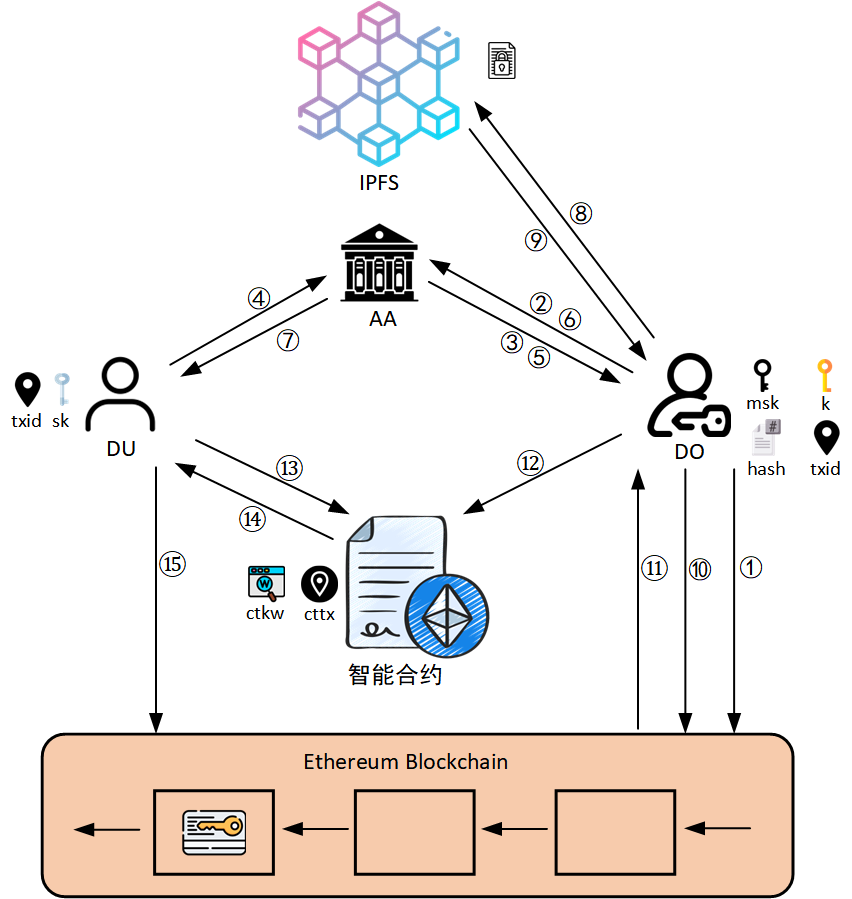 IPFS
⑧
⑨
AA
④
⑦
②
⑥
③
⑤
txid
sk
DU
msk
k
#
DO
hash
txid
⑬
⑭
⑫
⑮
W
ctkw
cttx
⑪
⑩
①
智能合约
Ethereum Blockchain